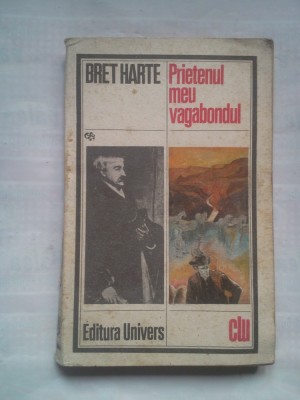 BRET HARTE
Prietenul
meu
vagabondul
Editura Univers
clu